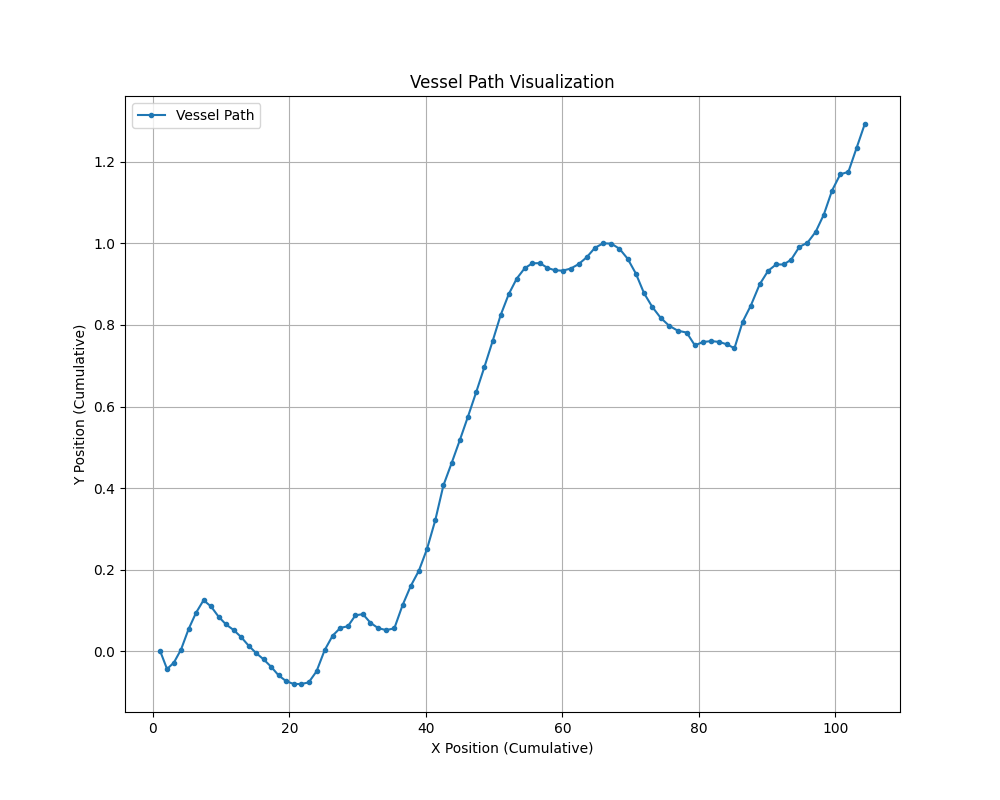 Vessel Path Visualization
Vessel Path
Y Position (Cumulative)
1.2
1.0
0.8
0.6
0.4
0.2
0.0
0 20 40 60 80 100
X Position (Cumulative)